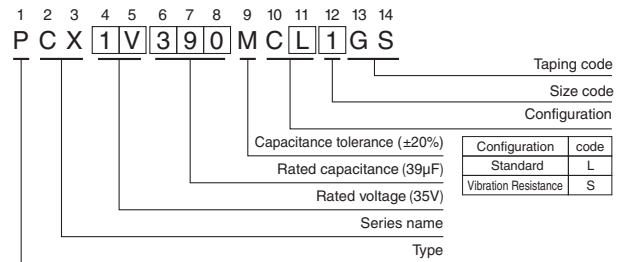 1 2 3 4 5 6 7 8 9 10 11 12 13 14
P C X 1 V 3 9 0 M C L 1 G S
Taping code
Size code
Configuration
Capacitance tolerance (±20%)
Rated capacitance (39µF)
Rated voltage (35V)
Series name
Type
Configuration code
Standard L
Vibration Resistance S